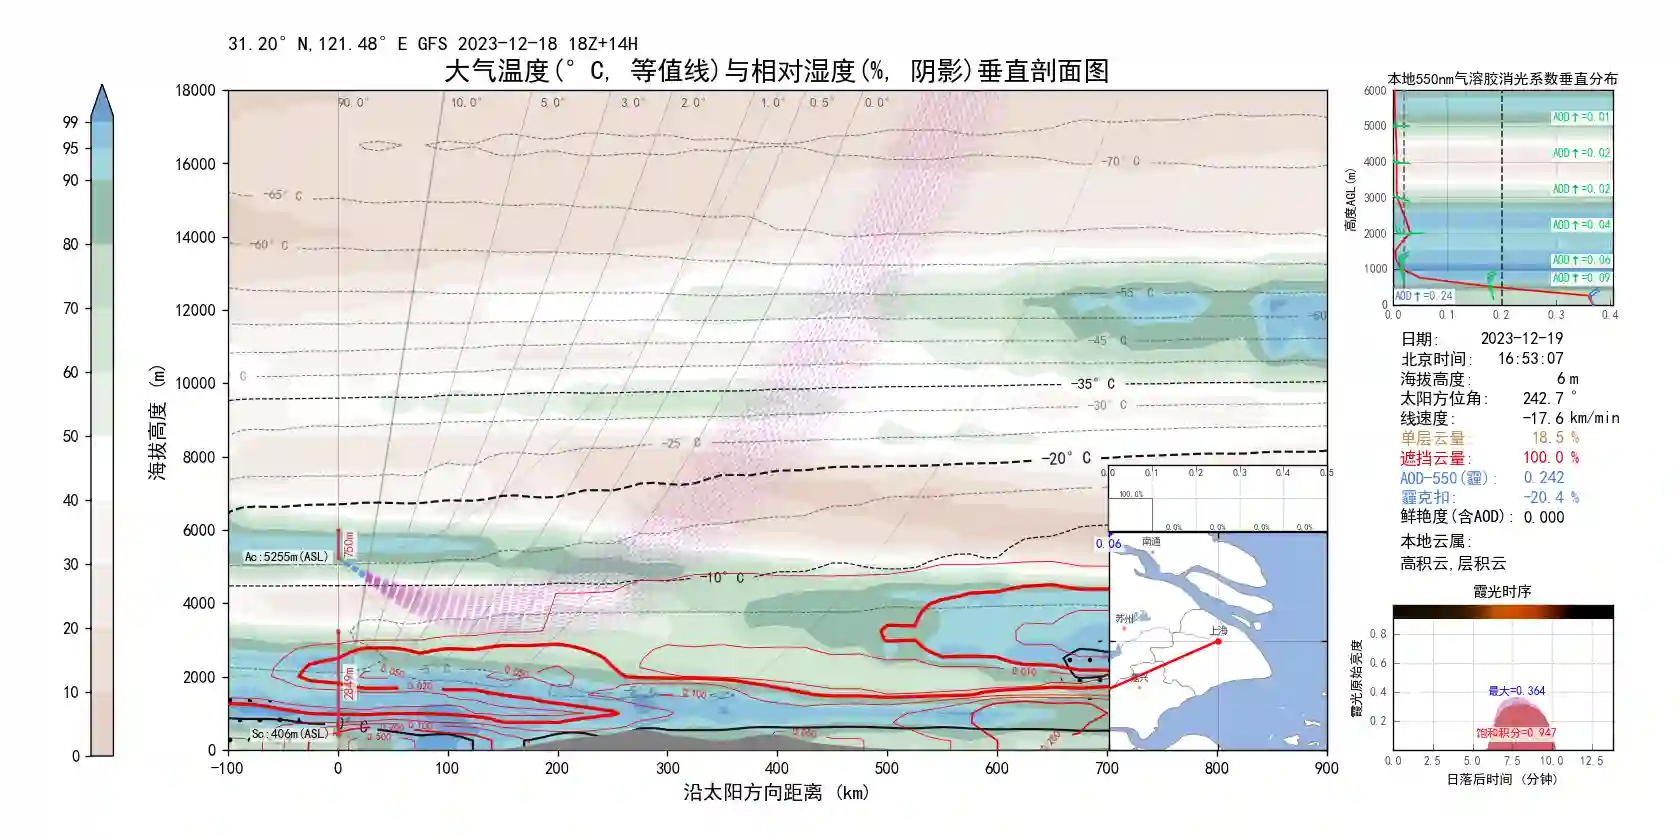 31.20° N,121.48° E GFS 2023-12-18 18Z+14H
大气温度(° C, 等值线)与相对湿度(%, 阴影)垂直剖面图
99
95
90
80
70
60
50
40
30
20
10
0
海拔高度 (m)
18000
16000
14000
12000
10000
8000
6000
4000
2000
0
90.0° 10.0° 5.0° 3.0° 2.0° 1.0° 0.5° 0.0°
-70° C
-65° C
-60° C
-55 C
-50
-45° C
C
-35° C
-30° C
-25 C
-20° C
-10° C
-5 C
0° C
Ac:5255m(ASL)
750m
2849m
Sc:406m(ASL)
0.050
0.020
0.050
0.100
0.010
0.200
0.100
0.500
0.050
0.200
-100 0 100 200 300 400 500 600 700 800 900
沿太阳方向距离 (km)
0.0 0.1 0.2 0.3 0.4 0.5
100.0%
0.0% 0.0% 0.0% 0.0%
0.06
南通
苏州
上海
嘉兴
本地550nm气溶胶消光系数垂直分布
高度AGL(m)
6000
5000
4000
3000
2000
1000
0
AOD↑=0.01
AOD↑=0.02
AOD↑=0.02
AOD↑=0.04
AOD↑=0.06
AOD↑=0.09
AOD↑=0.24
0.0 0.1 0.2 0.3 0.4
日期: 2023-12-19
北京时间: 16:53:07
海拔高度: 6 m
太阳方位角: 242.7 °
线速度: -17.6 km/min
单层云量: 18.5 %
遮挡云量: 100.0 %
AOD-550(霾): 0.242
霾克扣: -20.4 %
鲜艳度(含AOD): 0.000
本地云属:
高积云,层积云
霞光时序
霞光原始亮度
0.8
0.6
0.4
0.2
最大=0.364
饱和积分=0.947
0.0 2.5 5.0 7.5 10.0 12.5
日落后时间 (分钟)